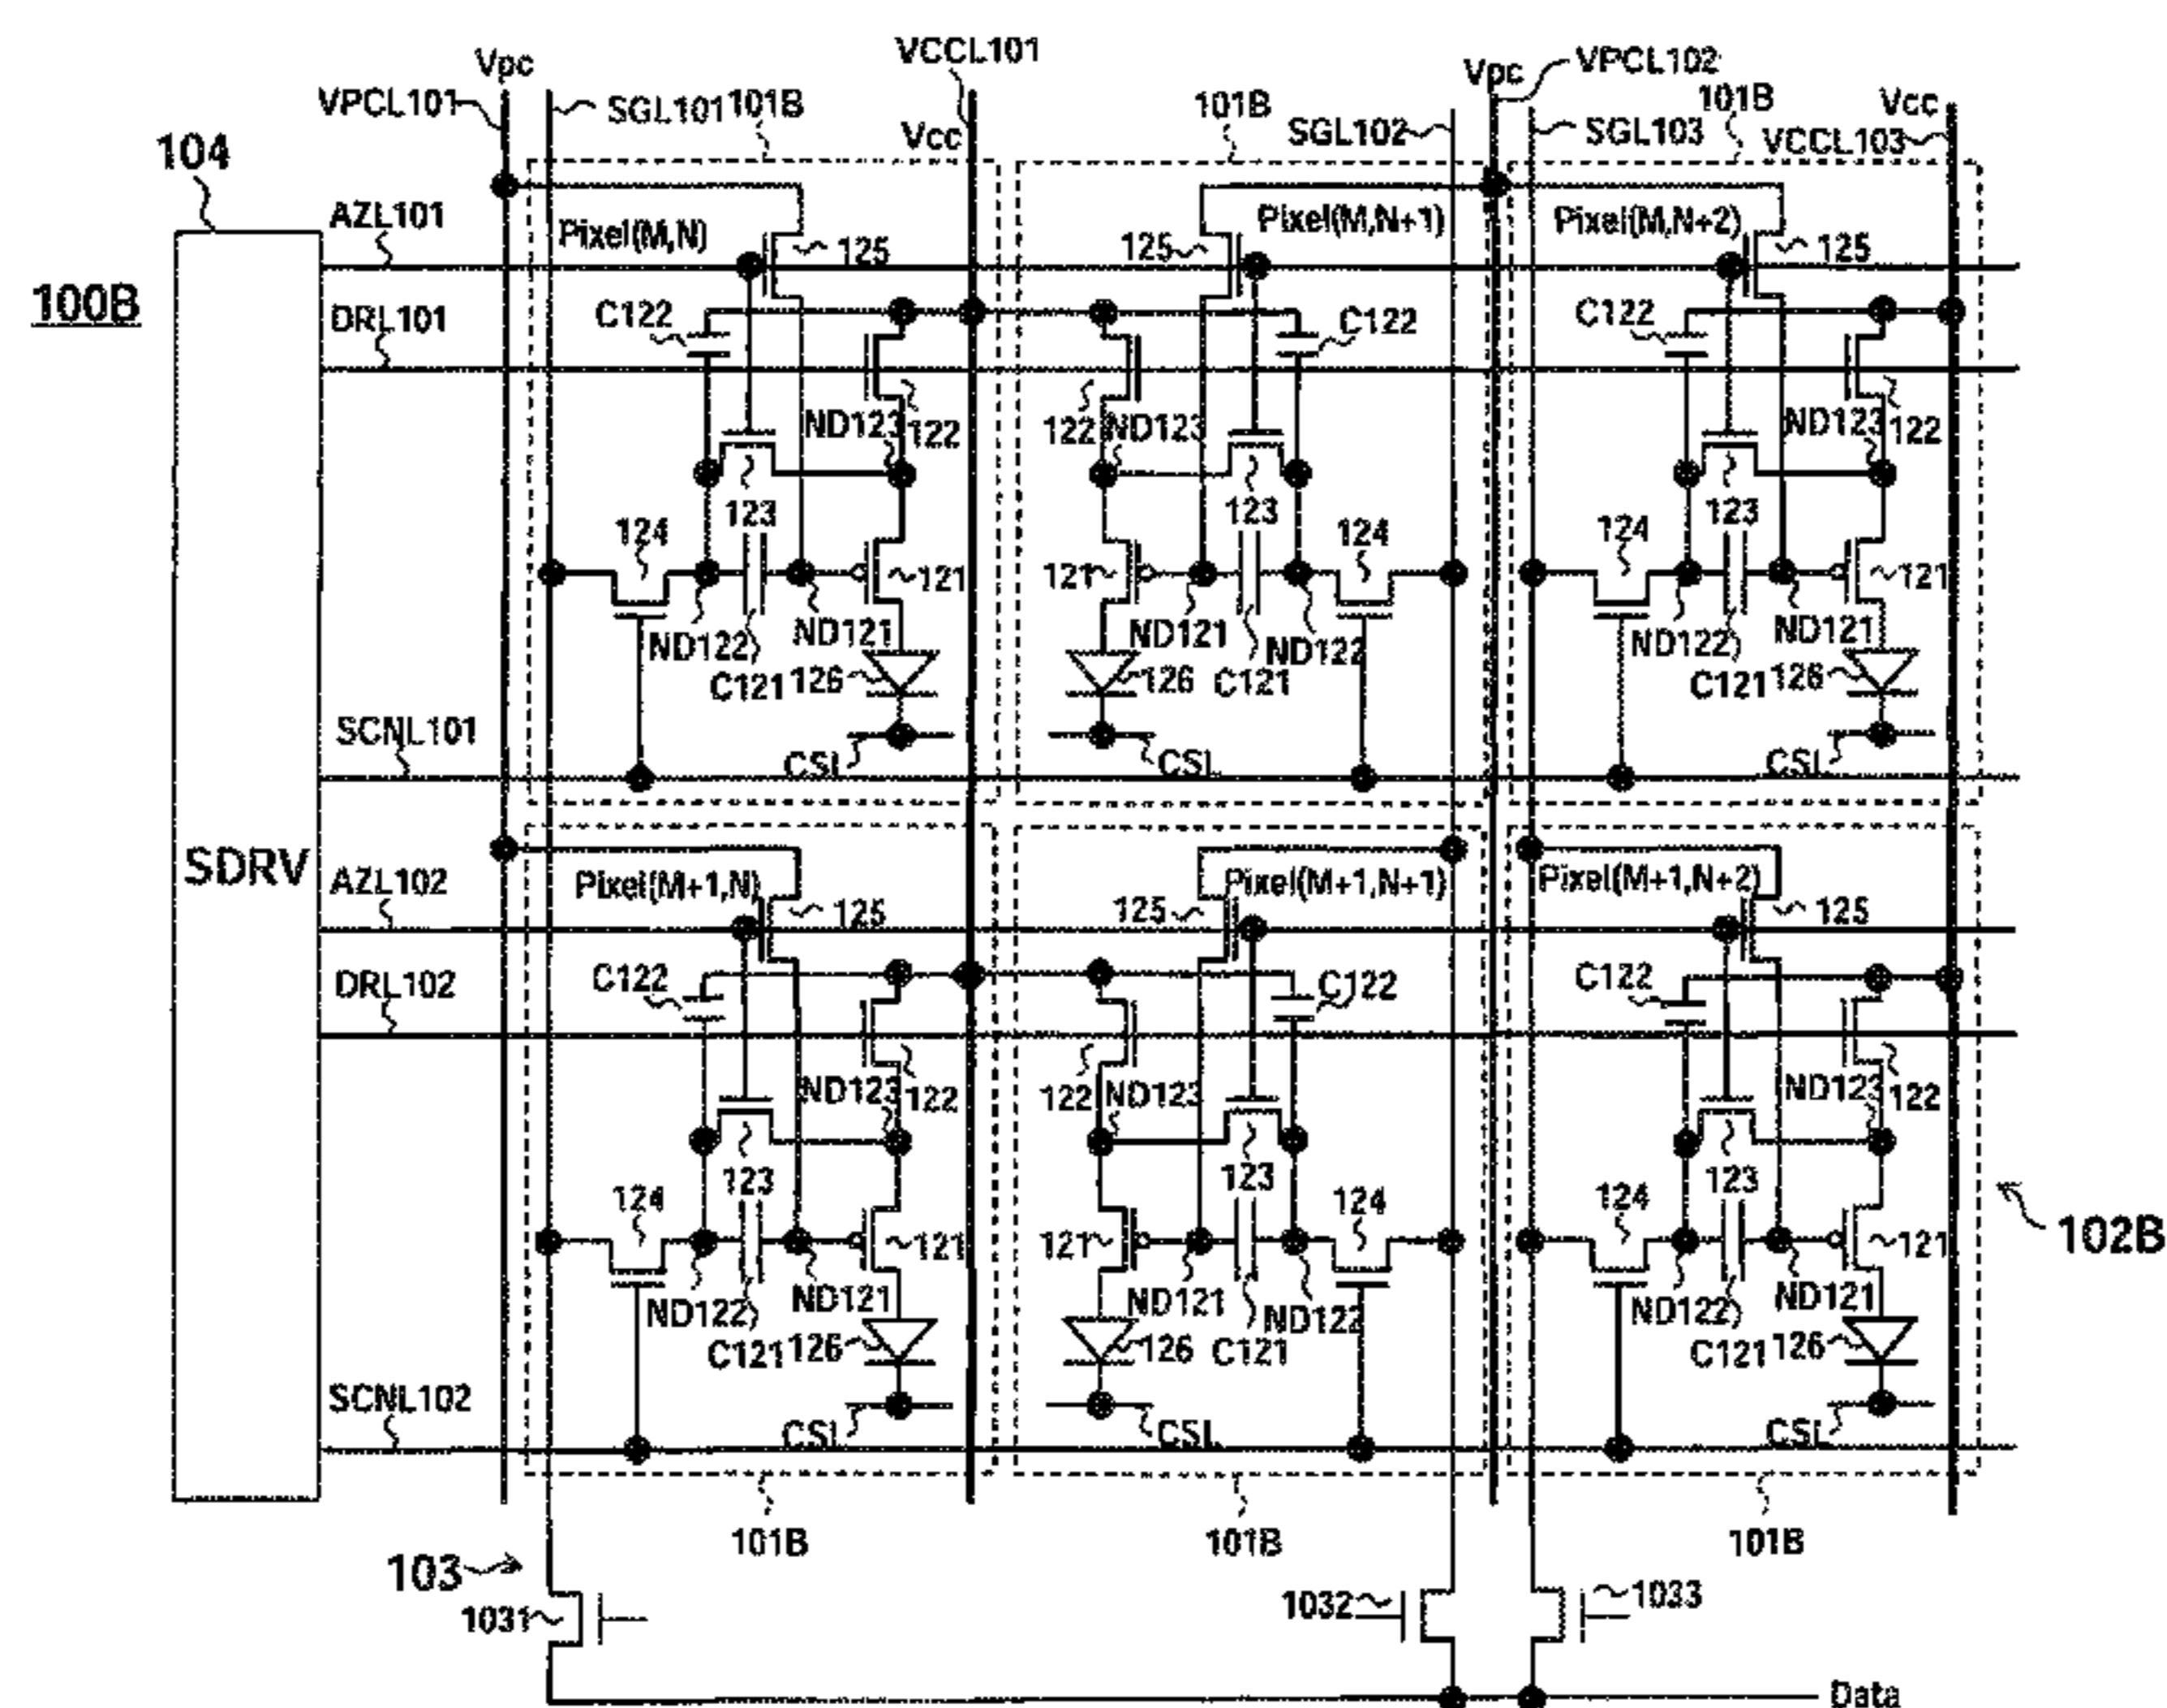 Vpc
VCCL101
Vpc
VPCL102
VPCL101
SGL101
101B
101B
SGL102
101B
Vcc
Vcc
SGL103
VCCL103
104
AZL101
Pixel(M,N)
125
125
Pixel(M,N+1)
Pixel(M,N+2)
125
100B
DRL101
C122
C122
C122
ND123
122
122
ND123
ND123
122
123
123
123
124
124
124
121
121
121
ND122
ND121
ND121
ND122
ND122
ND121
C121
126
126
C121
C121
126
SCNL101
CSL
CSL
CSL
SDRV
AZL102
Pixel(M+1,N)
125
125
Pixel(M+1,N+1)
Pixel(M+1,N+2)
125
DRL102
C122
C122
C122
ND123
122
122
ND123
ND123
122
123
123
123
124
124
124
102B
121
121
121
ND122
ND121
ND121
ND122
ND122
ND121
C121
126
126
C121
C121
126
SCNL102
CSL
CSL
CSL
101B
101B
101B
103
1031
1032
1033
Data